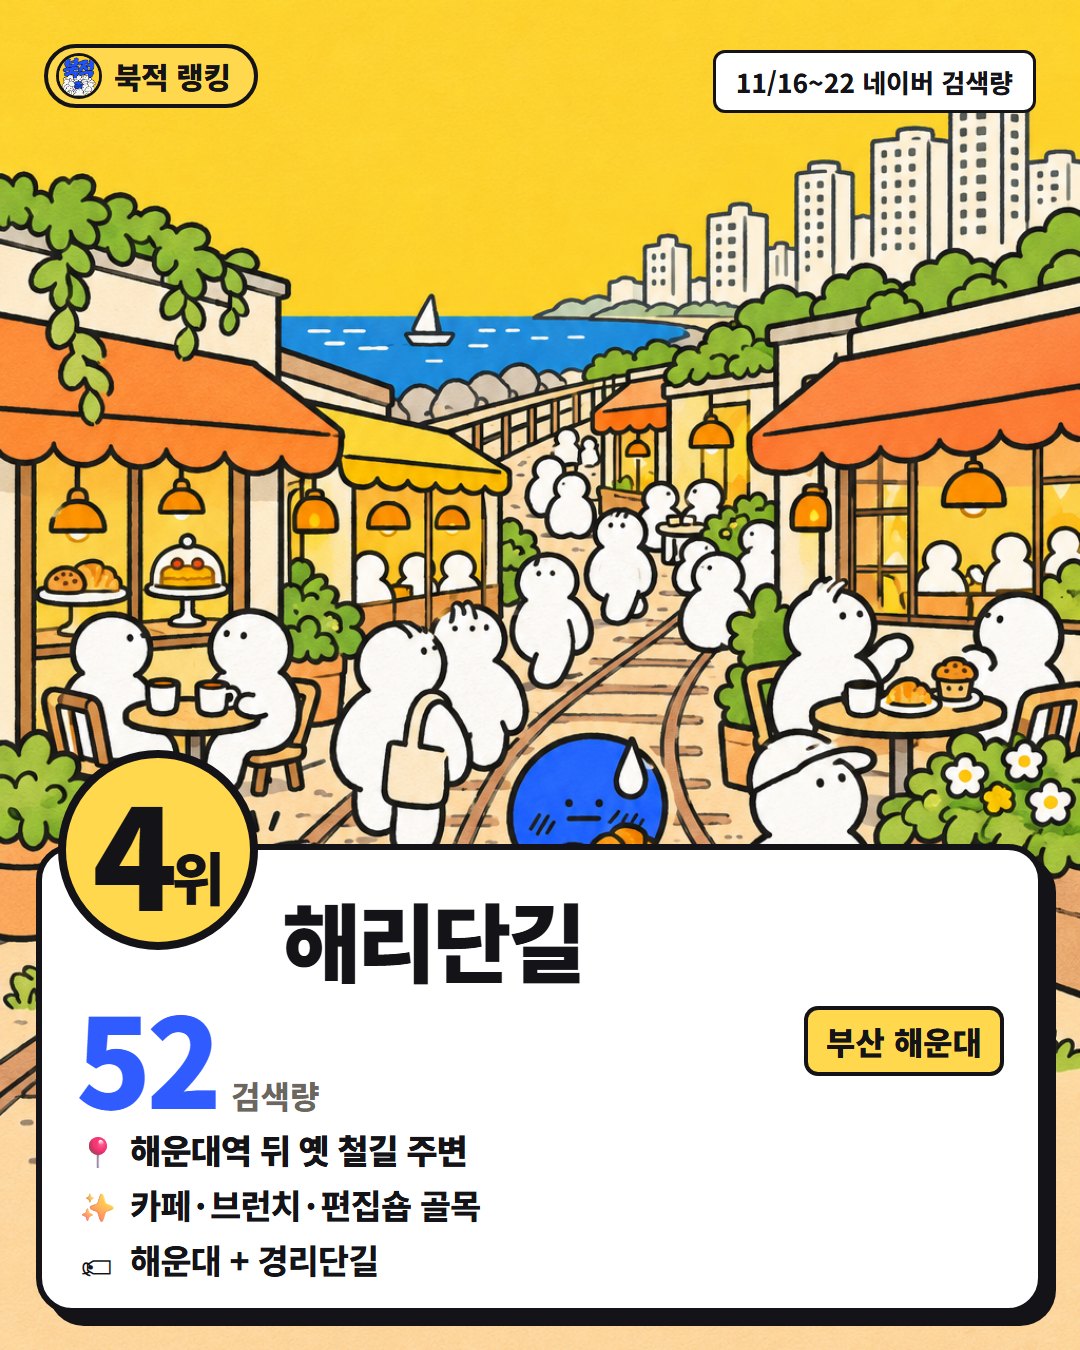 북적
북적 랭킹
11/16~22 네이버 검색량
4위
해리단길
52 검색량
부산 해운대
해운대역 뒤 옛 철길 주변
카페·브런치·편집숍 골목
해운대 + 경리단길